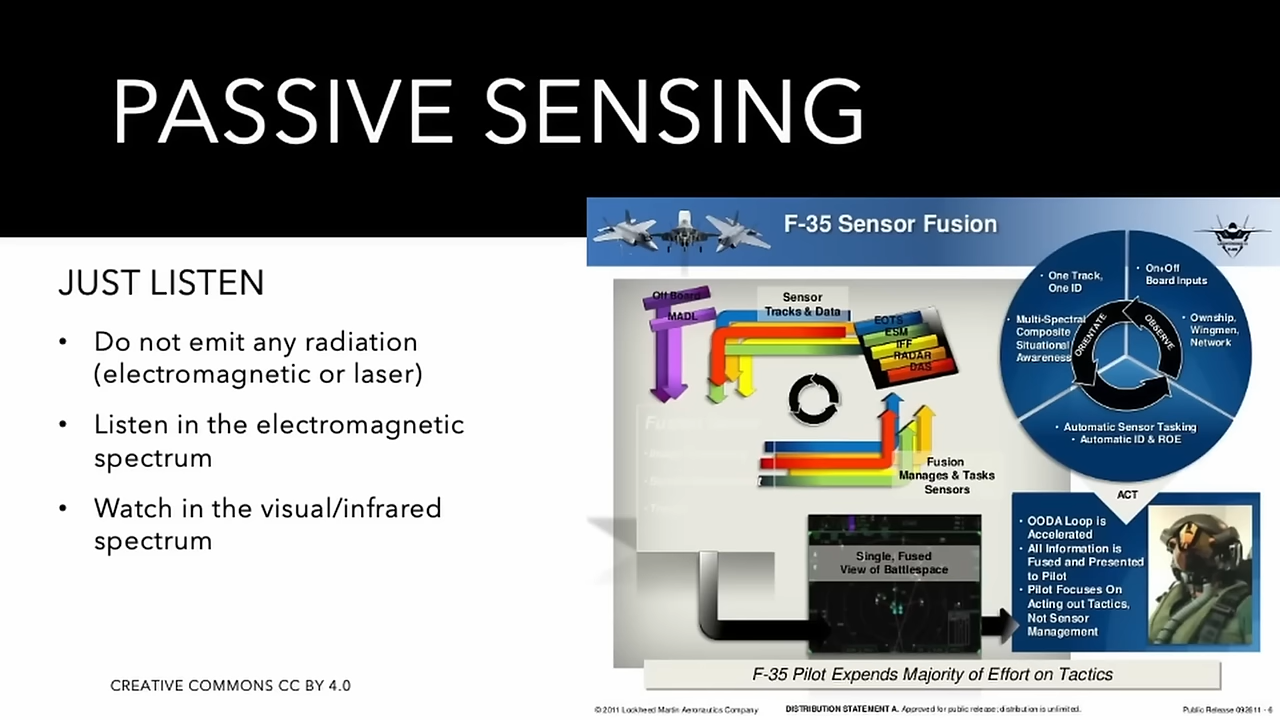 PASSIVE SENSING
JUST LISTEN
• Do not emit any radiation
(electromagnetic or laser)
• Listen in the electromagnetic
spectrum
• Watch in the visual/infrared
spectrum
CREATIVE COMMONS CC BY 4.0
F-35 Sensor Fusion
Off Board
MADL
Sensor
Tracks & Data
EOTS
ESM
IFF
RADAR
DAS
Fusion
Manages & Tasks
Sensors
Single, Fused
View of Battlespace
• One Track,
One ID
• Multi-Spectral
Composite
Situational
Awareness
ORIENTATE
• On+Off
Board Inputs
• Ownship,
Wingmen,
Network
OBSERVE
• Automatic Sensor Tasking
• Automatic ID & ROE
ACT
• OODA Loop is
Accelerated
• All Information is
Fused and Presented
to Pilot
• Pilot Focuses On
Acting out Tactics,
Not Sensor
Management
F-35 Pilot Expends Majority of Effort on Tactics
© 2011 Lockheed Martin Aeronautics Company
DISTRIBUTION STATEMENT A. Approved for public release; distribution is unlimited.
Public Release 092611 - 6